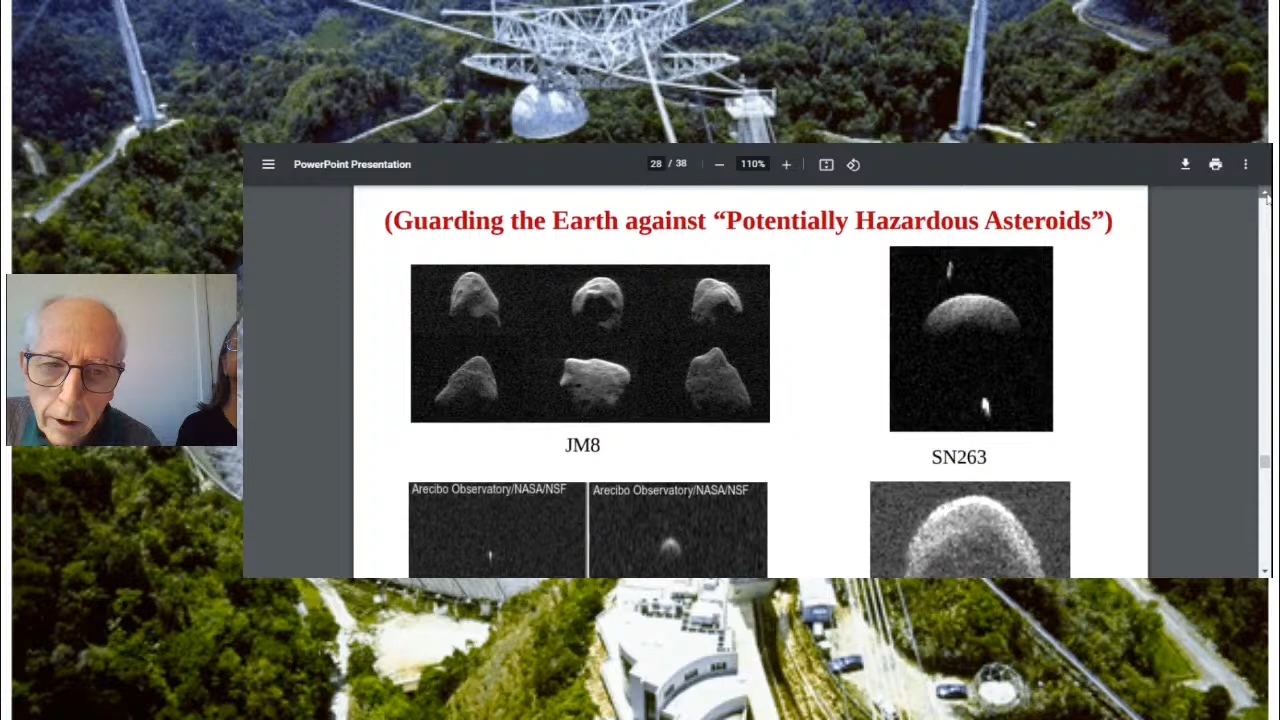 PowerPoint Presentation
28 / 38
110%
(Guarding the Earth against “Potentially Hazardous Asteroids”)
JM8
SN263
Arecibo Observatory/NASA/NSF
Arecibo Observatory/NASA/NSF